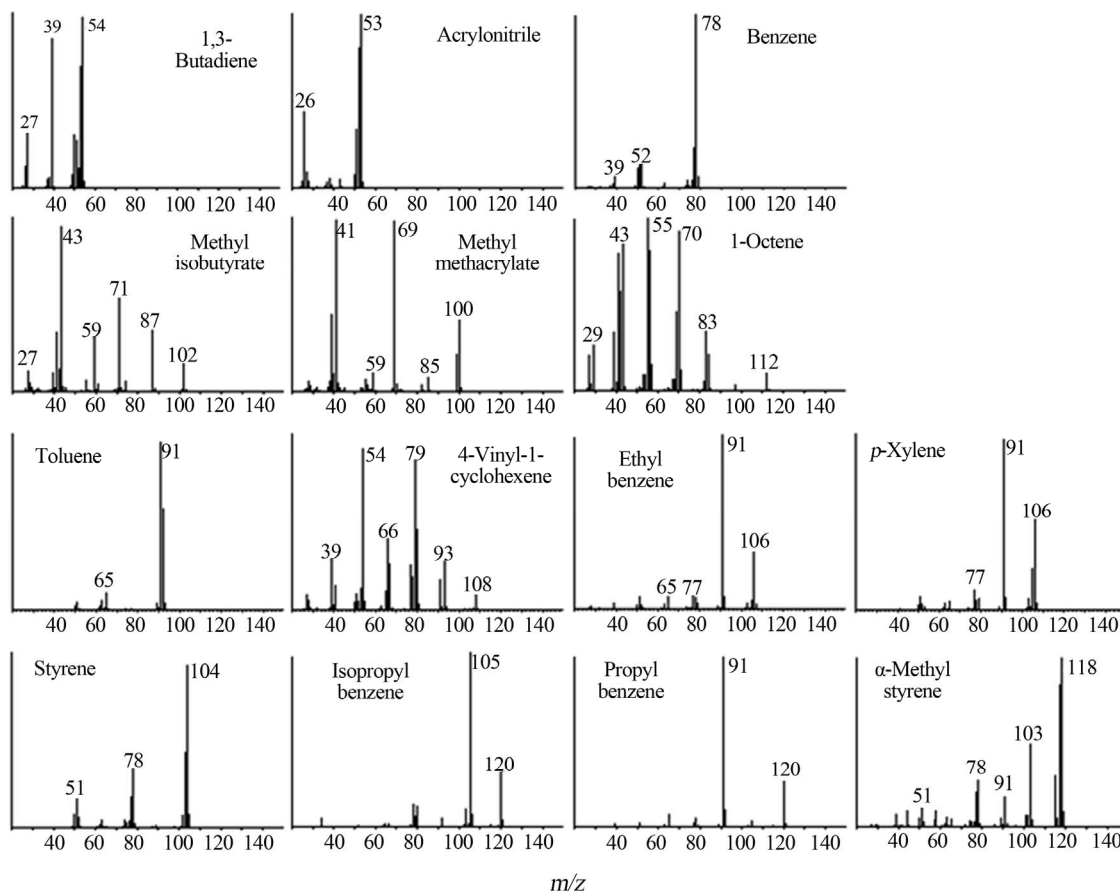 39 54
1,3-
Butadiene
27
40 60 80 100 120 140
53
Acrylonitrile
26
40 60 80 100 120 140
78
Benzene
39 52
40 60 80 100 120 140
43
Methyl
isobutyrate
71
59 87
27 102
40 60 80 100 120 140
41 69
Methyl
methacrylate
100
59 85
40 60 80 100 120 140
43 55 70
1-Octene
29 83
112
40 60 80 100 120 140
Toluene 91
65
40 60 80 100 120 140
54 79
4-Vinyl-1-
cyclohexene
66
39 93
108
40 60 80 100 120 140
Ethyl
benzene
91
106
65 77
40 60 80 100 120 140
p-Xylene 91
106
77
40 60 80 100 120 140
Styrene 104
78
51
40 60 80 100 120 140
Isopropyl
benzene
105
120
40 60 80 100 120 140
Propyl
benzene
91
120
40 60 80 100 120 140
α-Methyl
styrene
118
103
78
51 91
40 60 80 100 120 140
m/z